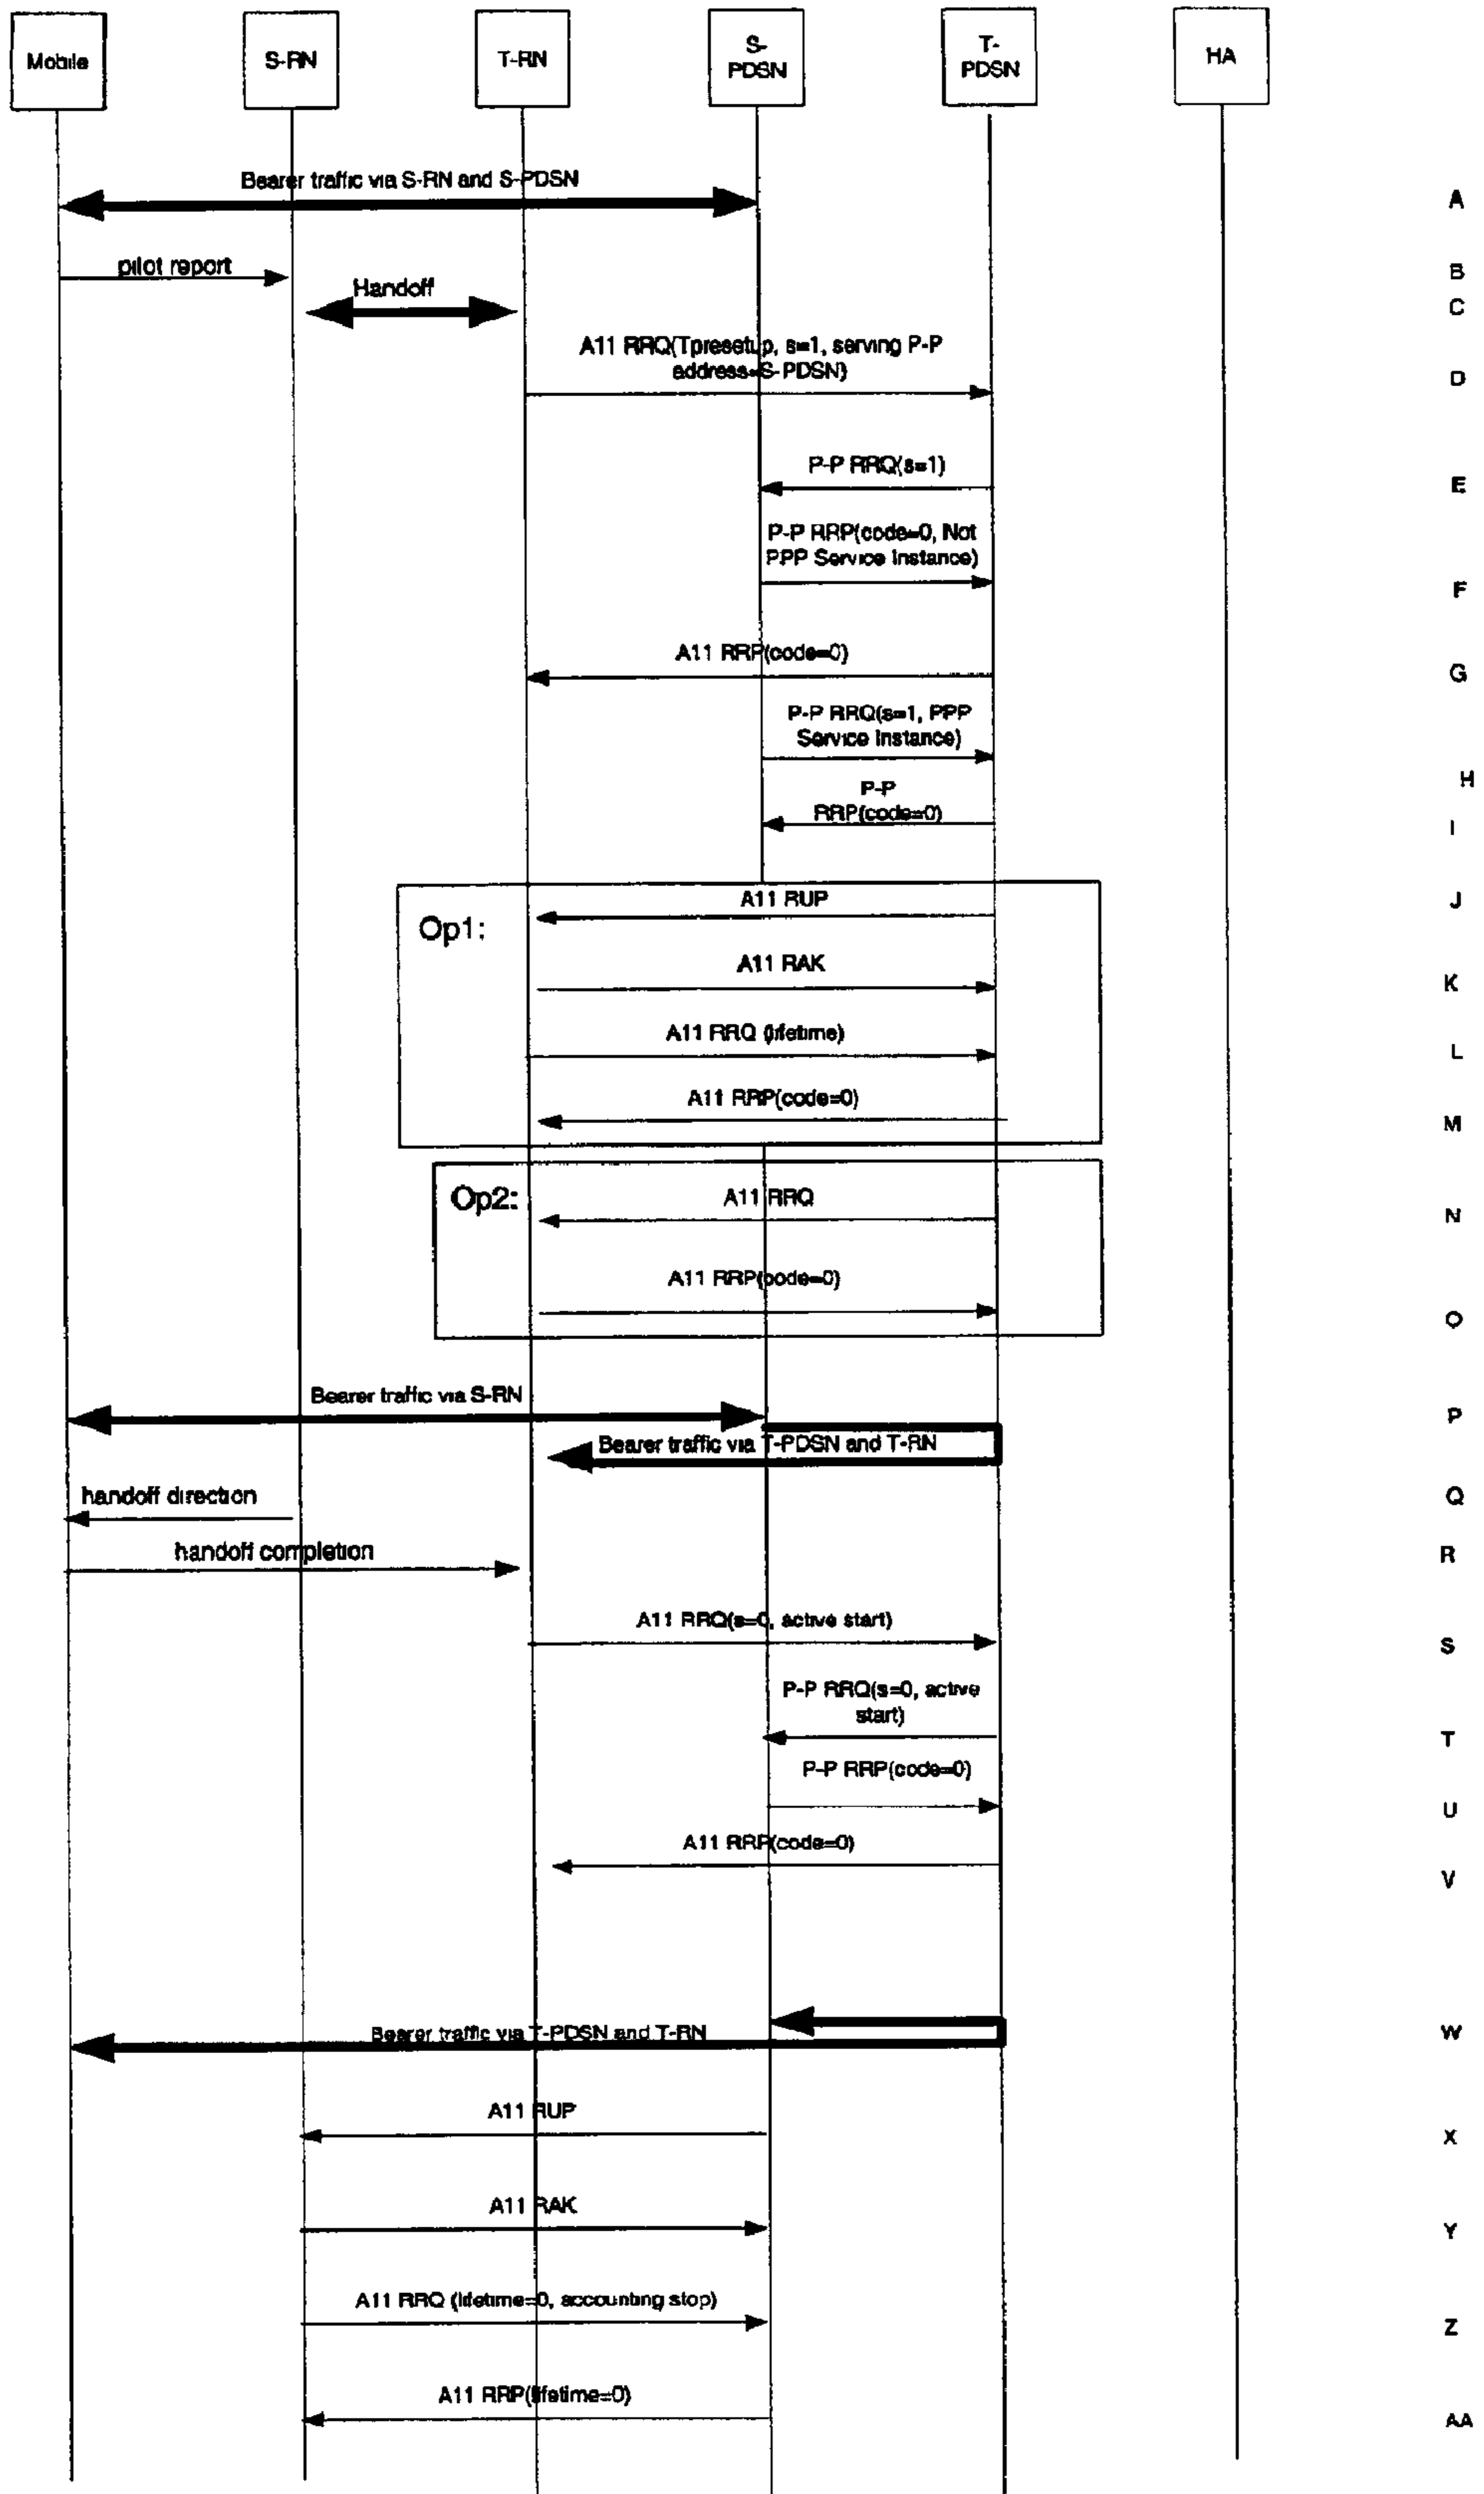 Mobile
S-RN
T-RN
S-
PDSN
T-
PDSN
HA
Bearer traffic via S-RN and S-PDSN
A
pilot report
B
Handoff
C
A11 RRQ(Tpresetup, s=1, serving P-P
address=S-PDSN)
D
P-P RRQ(s=1)
E
P-P RRP(code=0, Not
PPP Service Instance)
F
A11 RRP(code=0)
G
P-P RRQ(s=1, PPP
Service Instance)
H
P-P
RRP(code=0)
I
Op1:
A11 RUP
J
A11 RAK
K
A11 RRQ (lifetime)
L
A11 RRP(code=0)
M
Op2:
A11 RRQ
N
A11 RRP(code=0)
O
Bearer traffic via S-RN
P
Bearer traffic via T-PDSN and T-RN
handoff direction
Q
handoff completion
R
A11 RRQ(s=0, active start)
S
P-P RRQ(s=0, active
start)
T
P-P RRP(code=0)
U
A11 RRP(code=0)
V
Bearer traffic via T-PDSN and T-RN
W
A11 RUP
X
A11 RAK
Y
A11 RRQ (lifetime=0, accounting stop)
Z
A11 RRP(lifetime=0)
AA